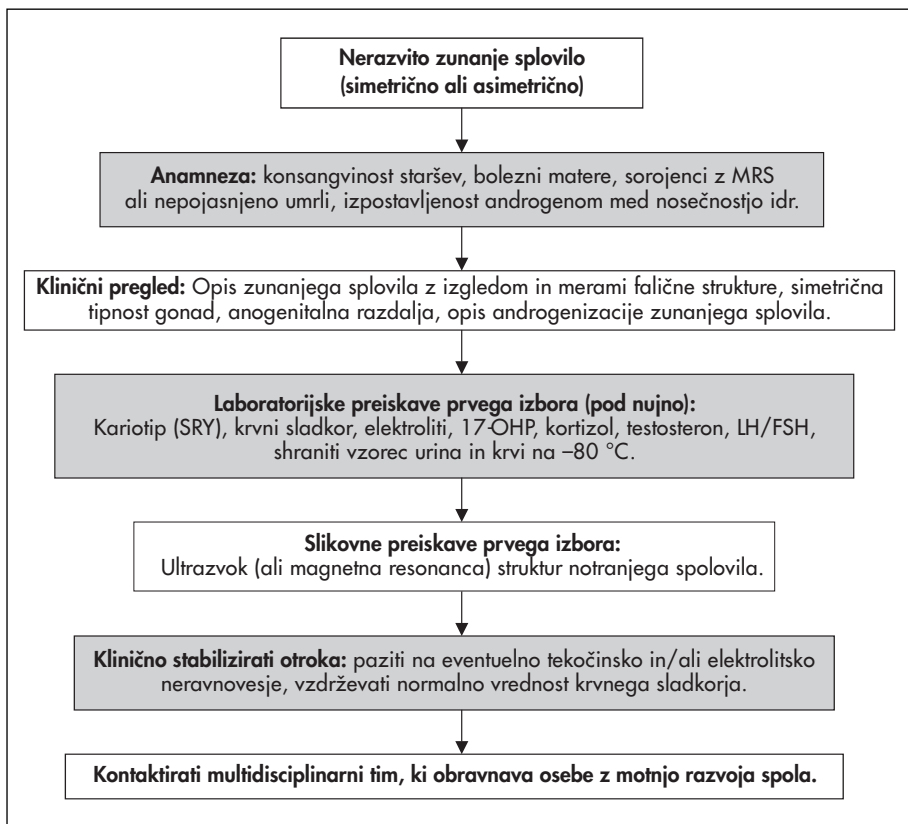 Nerazvito zunanje splovilo
(simetrično ali asimetrično)
Anamneza: konsangvinost staršev, bolezni matere, sorojenci z MRS
ali nepojasnjeno umrli, izpostavljenost androgenom med nosečnostjo idr.
Klinični pregled: Opis zunanjega splovila z izgledom in merami falične strukture, simetrična
tipnost gonad, anogenitalna razdalja, opis androgenizacije zunanjega splovila.
Laboratorijske preiskave prvega izbora (pod nujno):
Kariotip (SRY), krvni sladkor, elektroliti, 17-OHP, kortizol, testosteron, LH/FSH,
shraniti vzorec urina in krvi na –80 °C.
Slikovne preiskave prvega izbora:
Ultrazvok (ali magnetna resonanca) struktur notranjega spolovila.
Klinično stabilizirati otroka: paziti na eventuelno tekočinsko in/ali elektrolitsko
neravnovesje, vzdrževati normalno vrednost krvnega sladkorja.
Kontaktirati multidisciplinarni tim, ki obravnava osebe z motnjo razvoja spola.